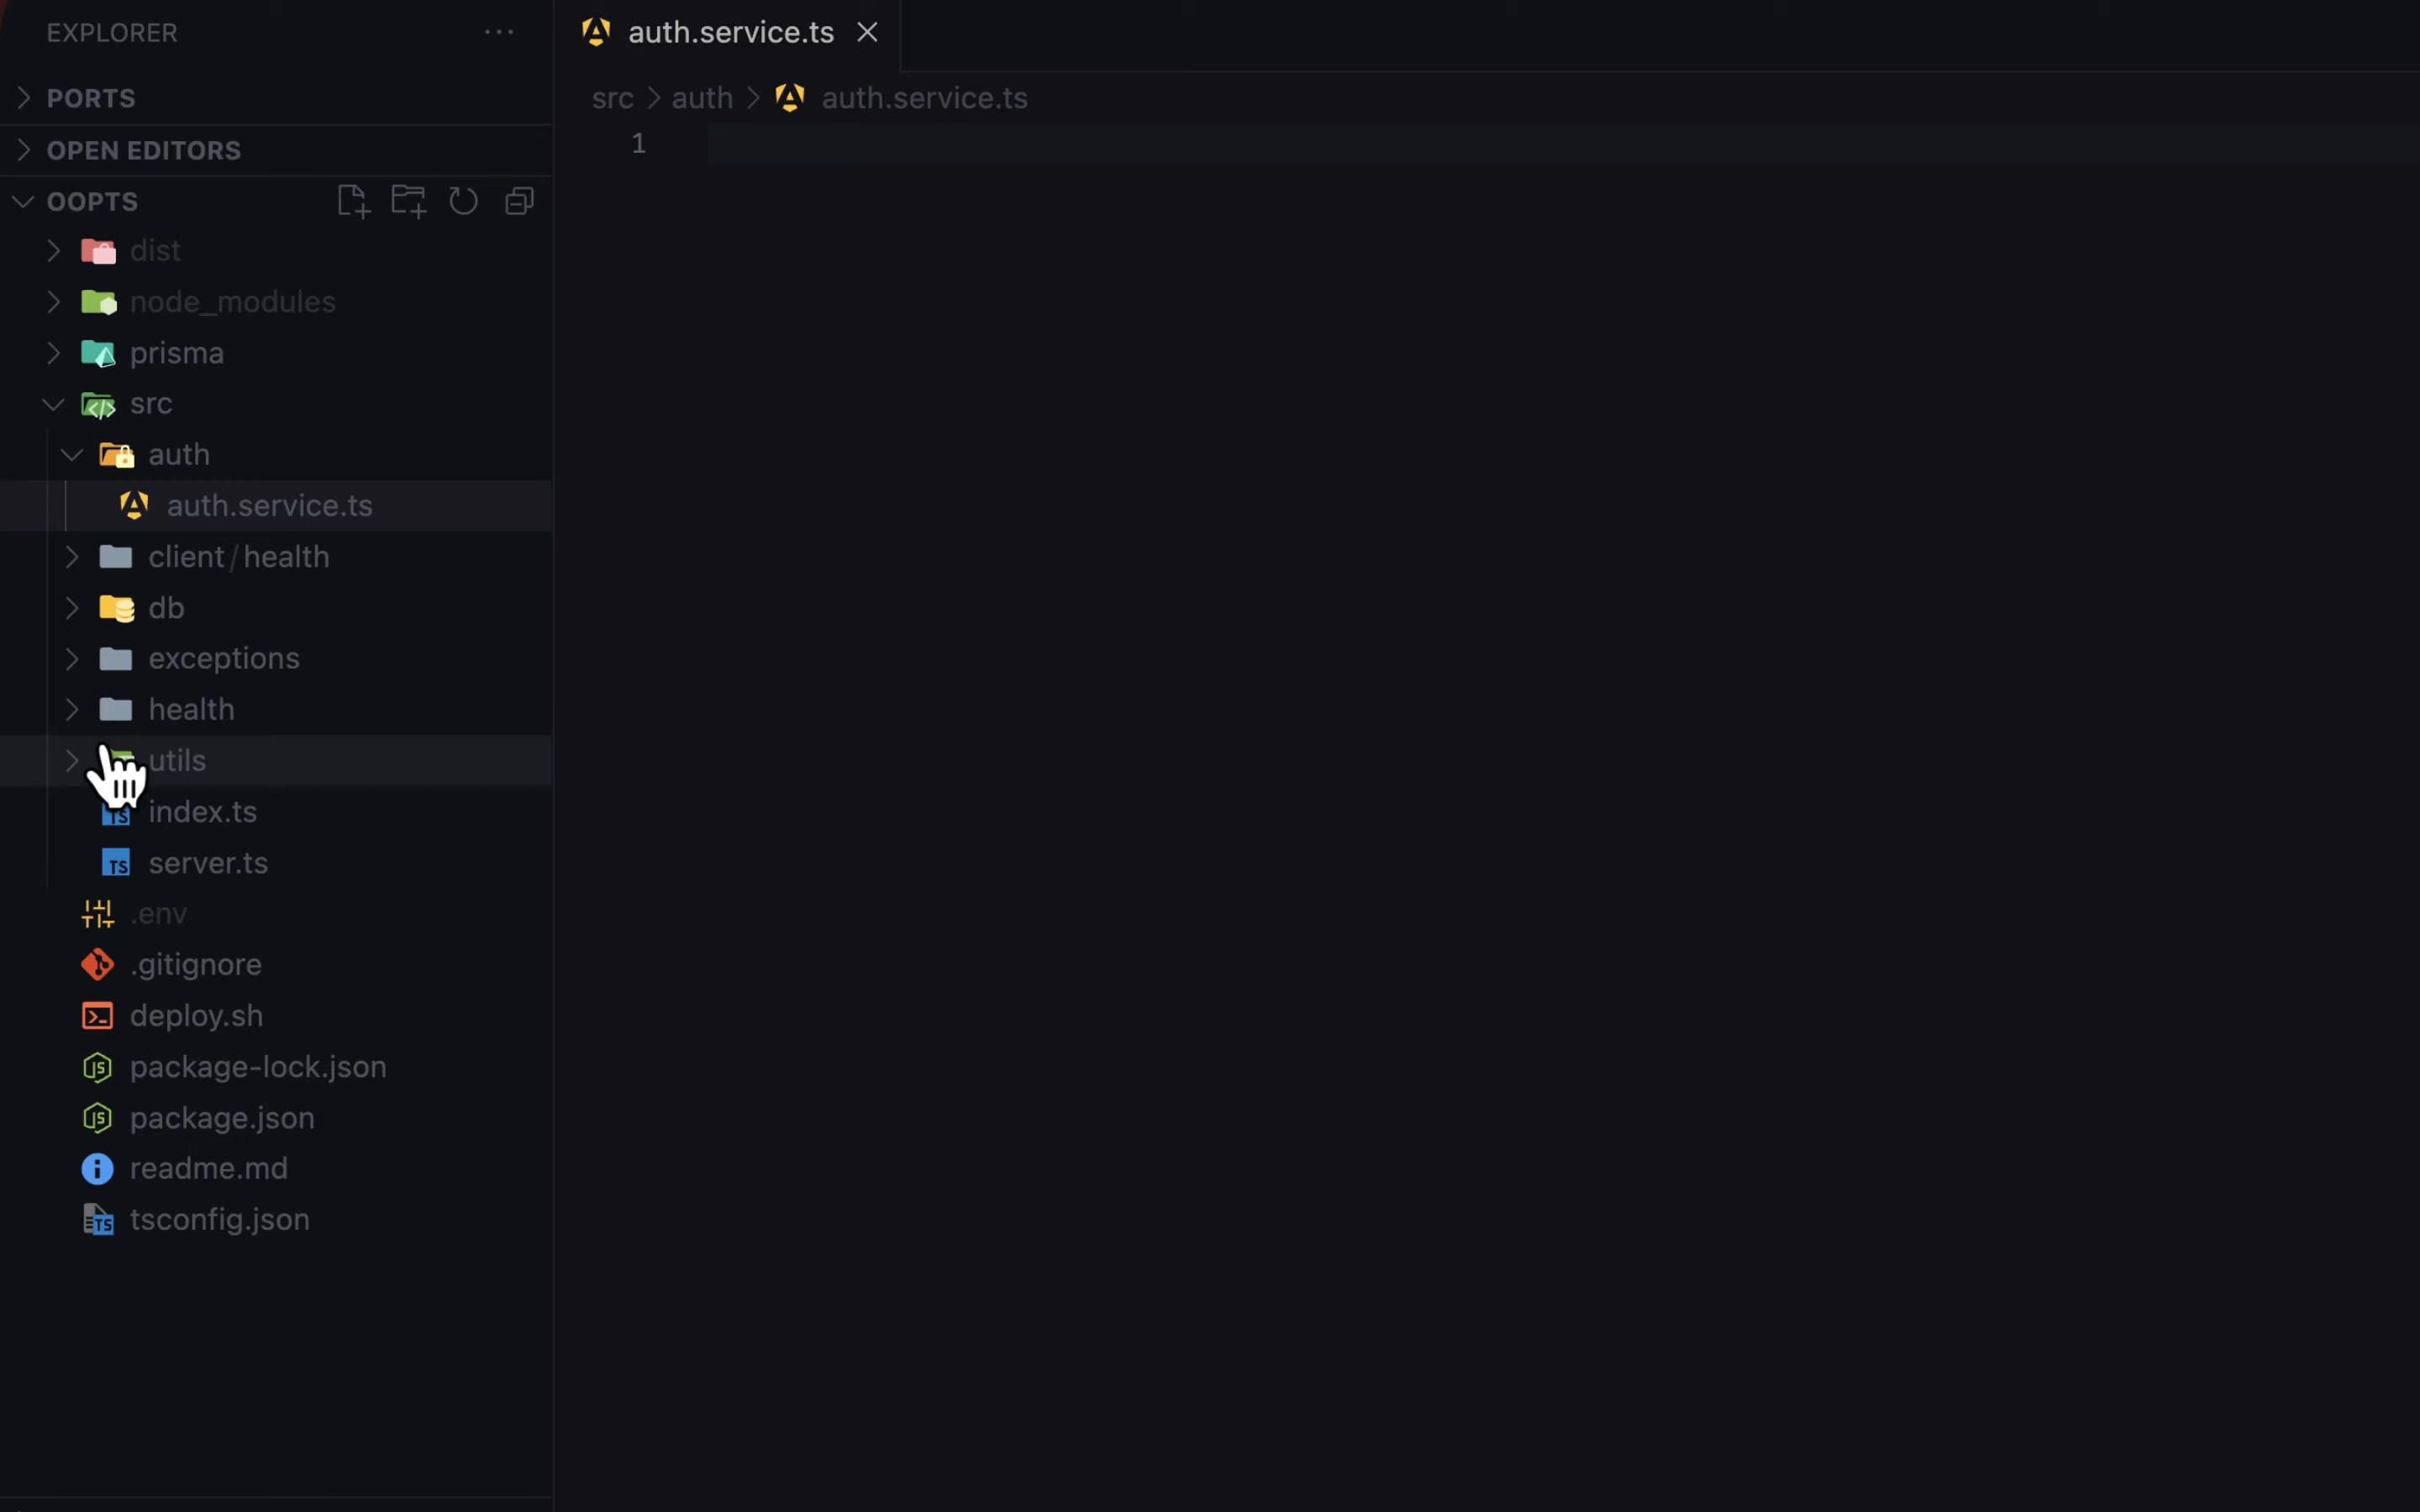 EXPLORER
PORTS
OPEN EDITORS
OOPTS
dist
node_modules
prisma
src
auth
auth.service.ts
client/health
db
exceptions
health
utils
index.ts
server.ts
.env
.gitignore
deploy.sh
package-lock.json
package.json
readme.md
tsconfig.json
auth.service.ts
src > auth > auth.service.ts
1